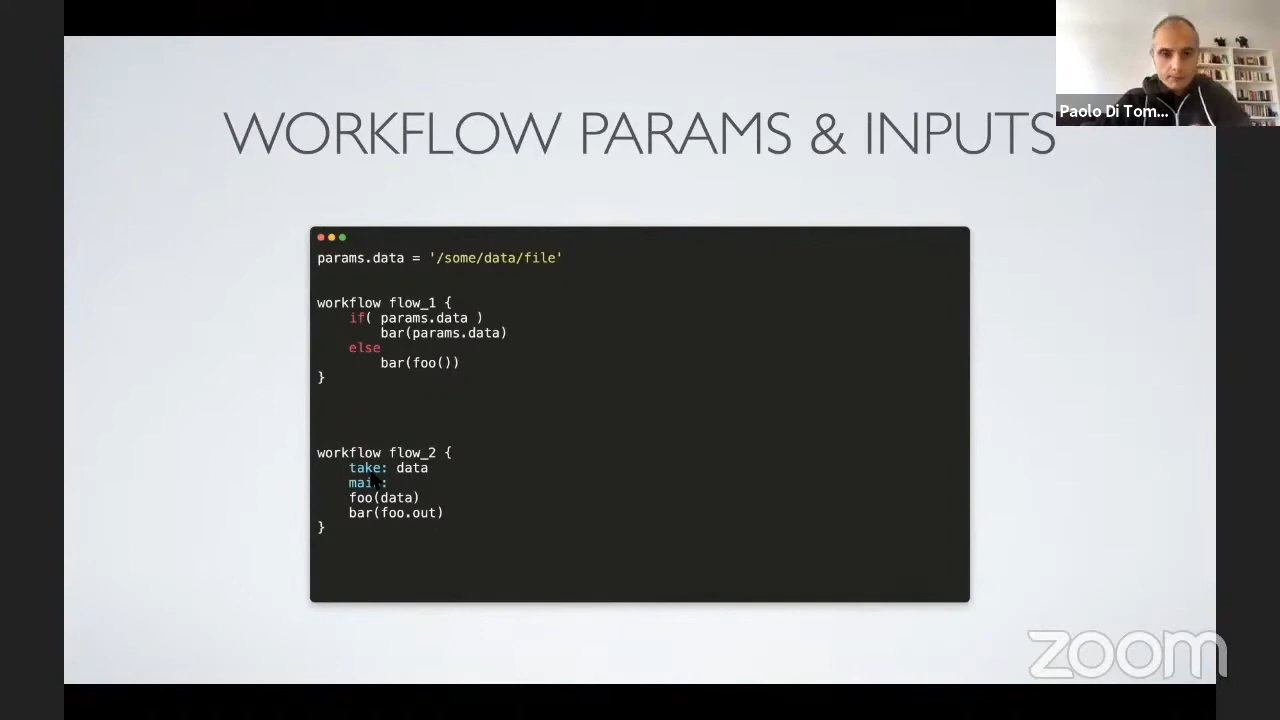 Paolo Di Tom...
WORKFLOW PARAMS & INPUTS
params.data = '/some/data/file'
workflow flow_1 {
    if( params.data )
        bar(params.data)
    else
        bar(foo())
}
workflow flow_2 {
    take: data
    main:
    foo(data)
    bar(foo.out)
}
zoom